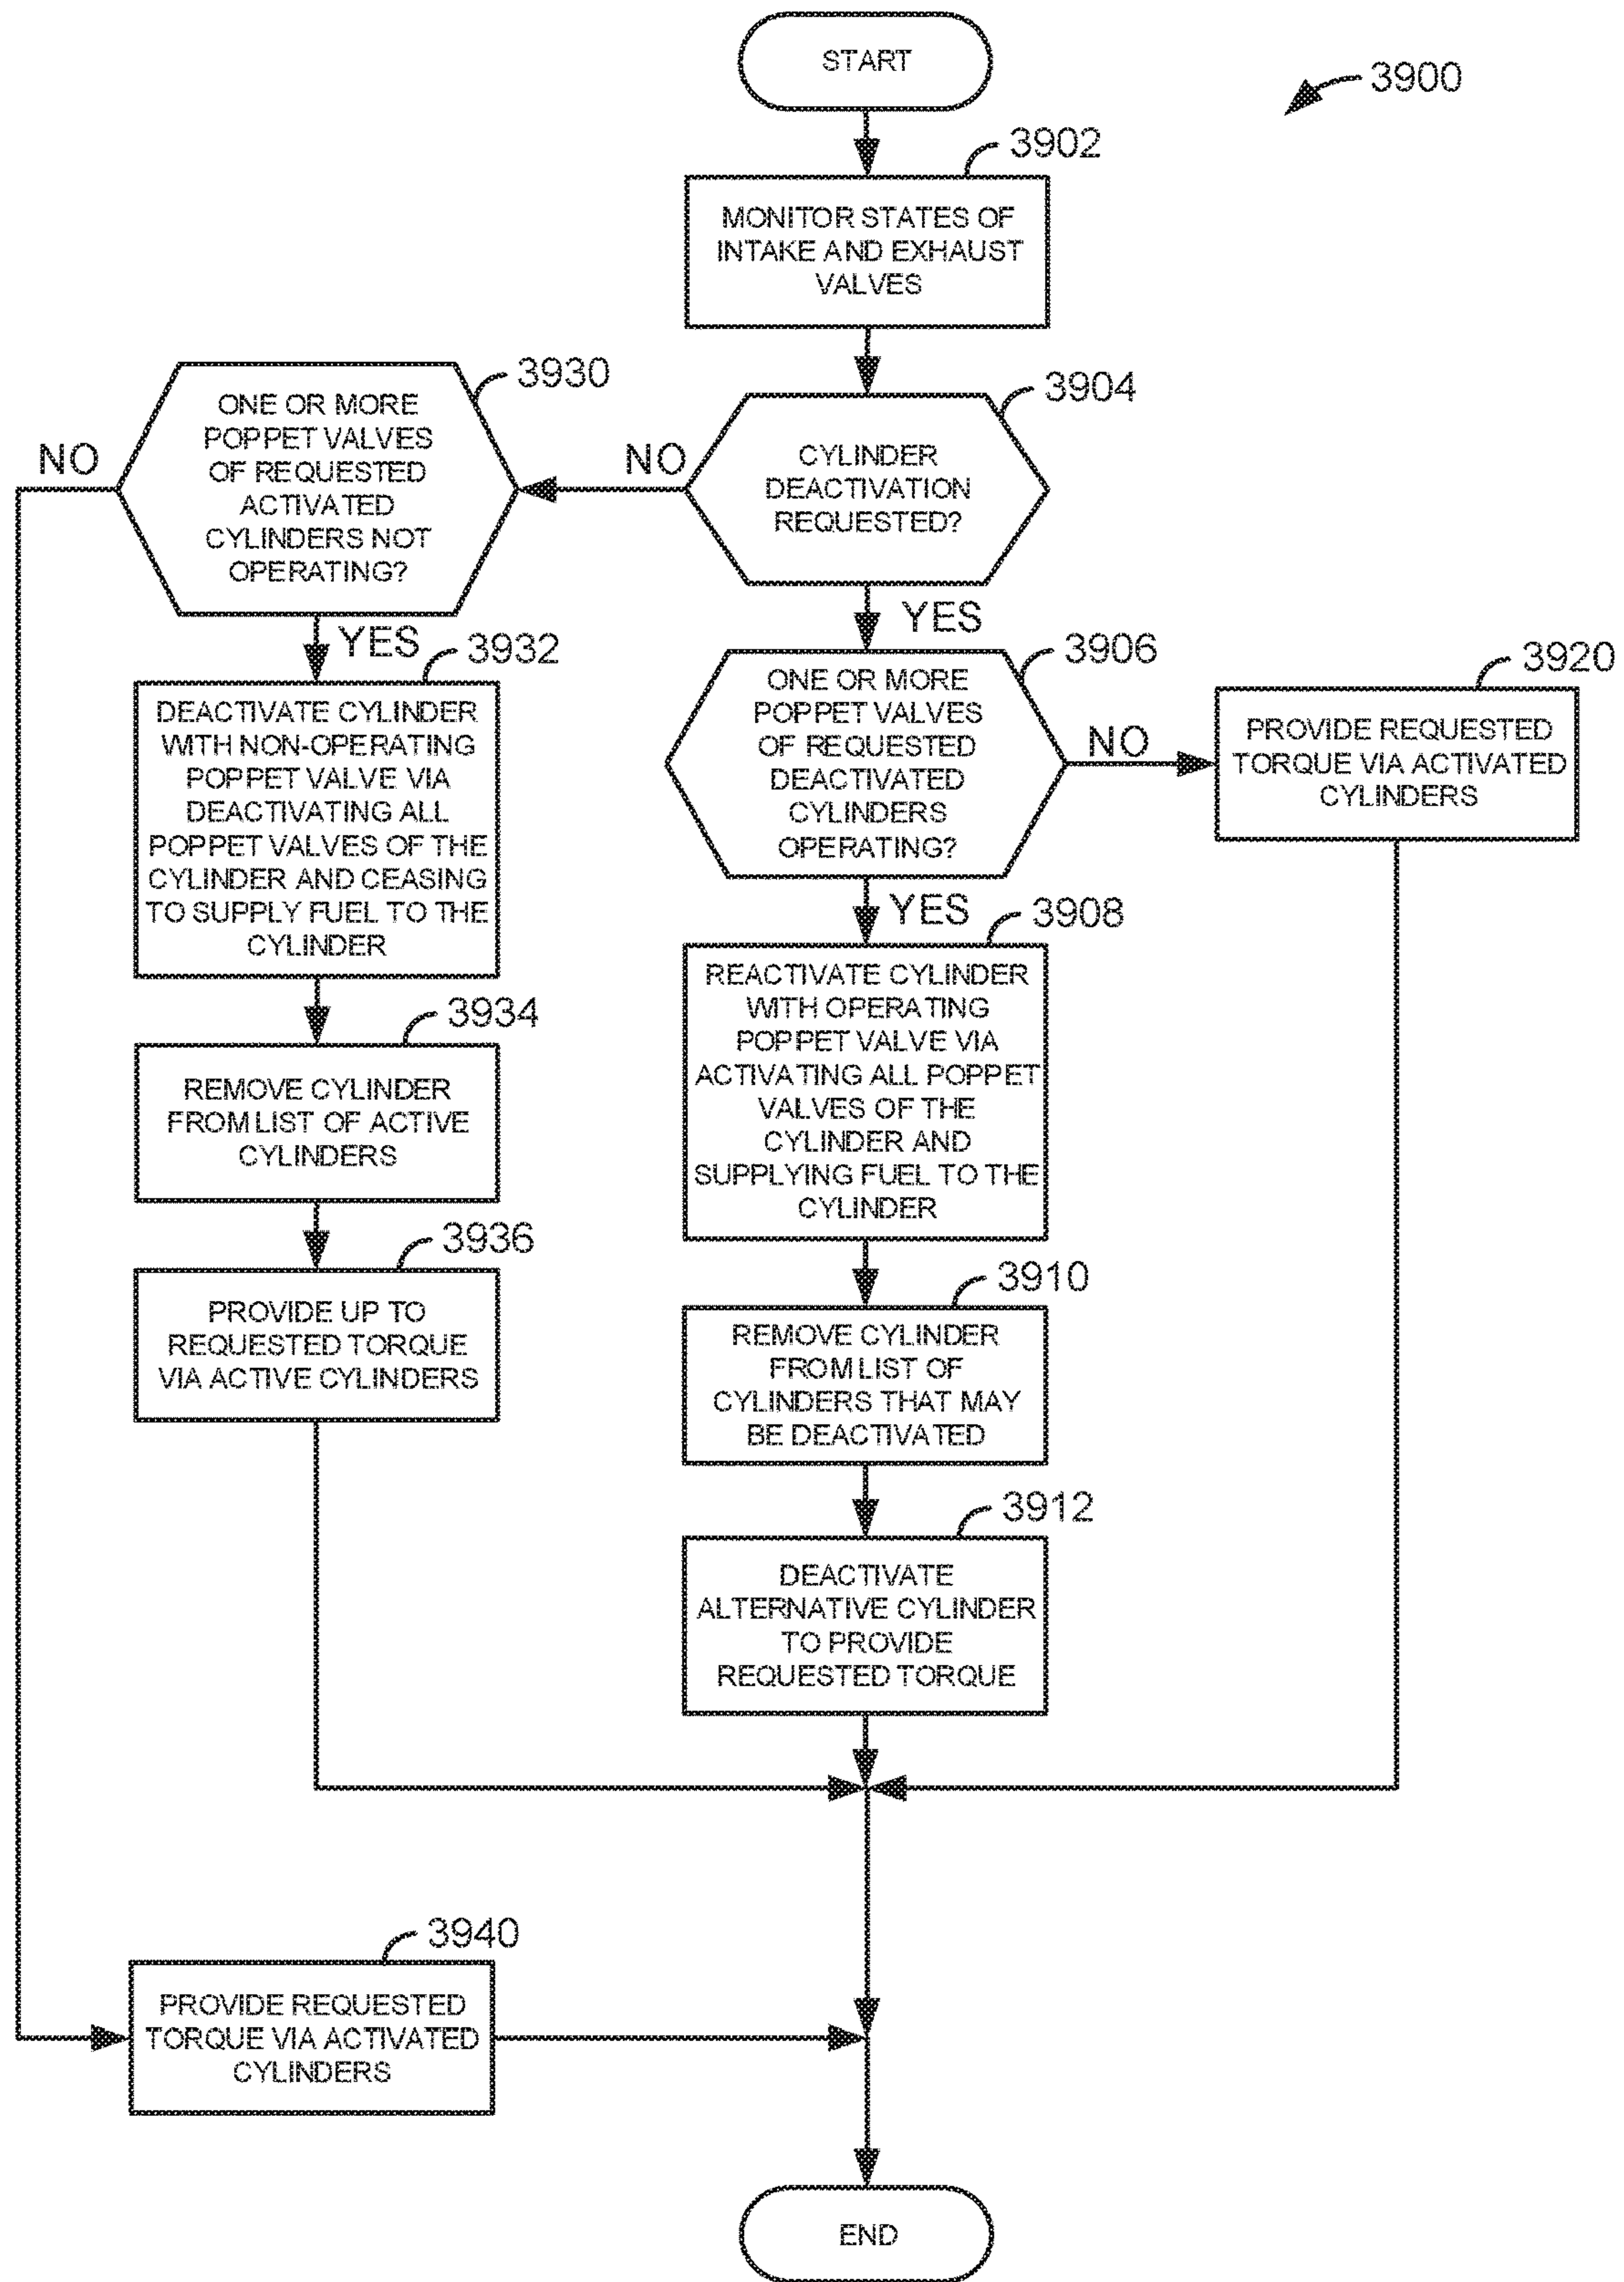 START
3900
3902
MONITOR STATES OF
INTAKE AND EXHAUST
VALVES
3930
ONE OR MORE
POPPET VALVES
OF REQUESTED
ACTIVATED
CYLINDERS NOT
OPERATING?
NO
NO
3904
CYLINDER
DEACTIVATION
REQUESTED?
YES
YES
3932
DEACTIVATE CYLINDER
WITH NON-OPERATING
POPPET VALVE VIA
DEACTIVATING ALL
POPPET VALVES OF THE
CYLINDER AND CEASING
TO SUPPLY FUEL TO THE
CYLINDER
3906
ONE OR MORE
POPPET VALVES
OF REQUESTED
DEACTIVATED
CYLINDERS
OPERATING?
NO
3920
PROVIDE REQUESTED
TORQUE VIA ACTIVATED
CYLINDERS
YES
3908
REACTIVATE CYLINDER
WITH OPERATING
POPPET VALVE VIA
ACTIVATING ALL POPPET
VALVES OF THE
CYLINDER AND
SUPPLYING FUEL TO THE
CYLINDER
3934
REMOVE CYLINDER
FROM LIST OF ACTIVE
CYLINDERS
3936
PROVIDE UP TO
REQUESTED TORQUE
VIA ACTIVE CYLINDERS
3910
REMOVE CYLINDER
FROM LIST OF
CYLINDERS THAT MAY
BE DEACTIVATED
3912
DEACTIVATE
ALTERNATIVE CYLINDER
TO PROVIDE
REQUESTED TORQUE
3940
PROVIDE REQUESTED
TORQUE VIA ACTIVATED
CYLINDERS
END